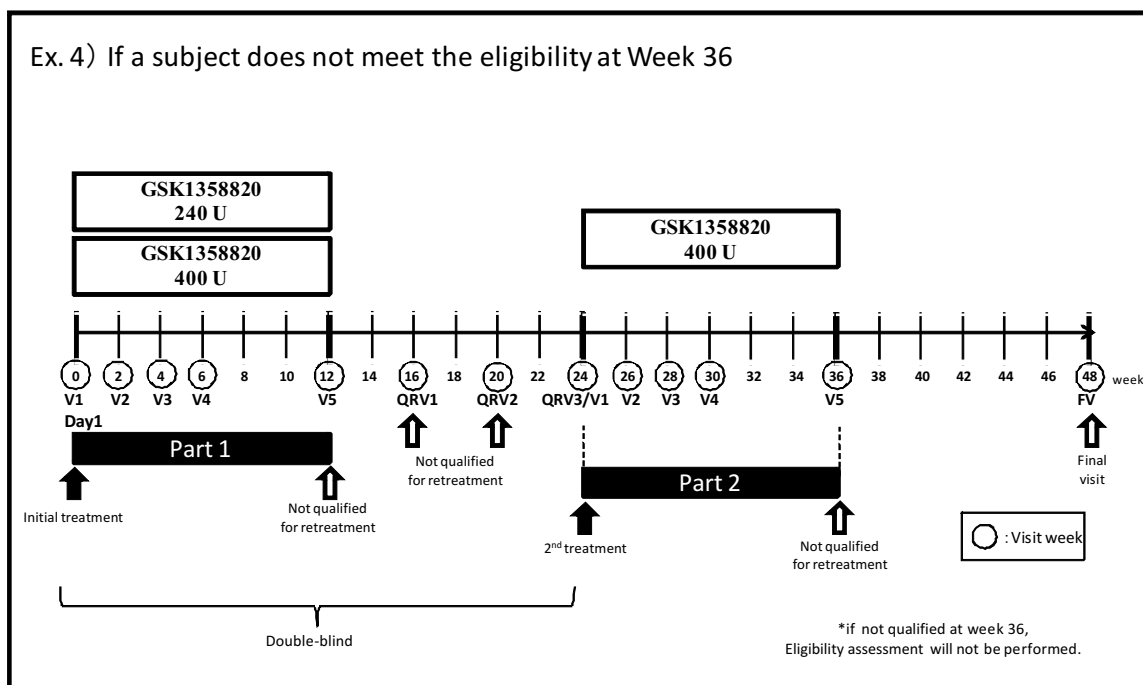 Ex. 4) If a subject does not meet the eligibility at Week 36
GSK1358820
240 U
GSK1358820
400 U
GSK1358820
400 U
0 2 4 6 8 10 12 14 16 18 20 22 24 26 28 30 32 34 36 38 40 42 44 46 48 week
V1 V2 V3 V4 V5 QRV1 QRV2 QRV3/V1 V2 V3 V4 V5 FV
Day1
Part 1
Part 2
Initial treatment
Not qualified
for retreatment
Not qualified
for retreatment
2nd treatment
Not qualified
for retreatment
Final
visit
: Visit week
Double-blind
*if not qualified at week 36,
Eligibility assessment will not be performed.